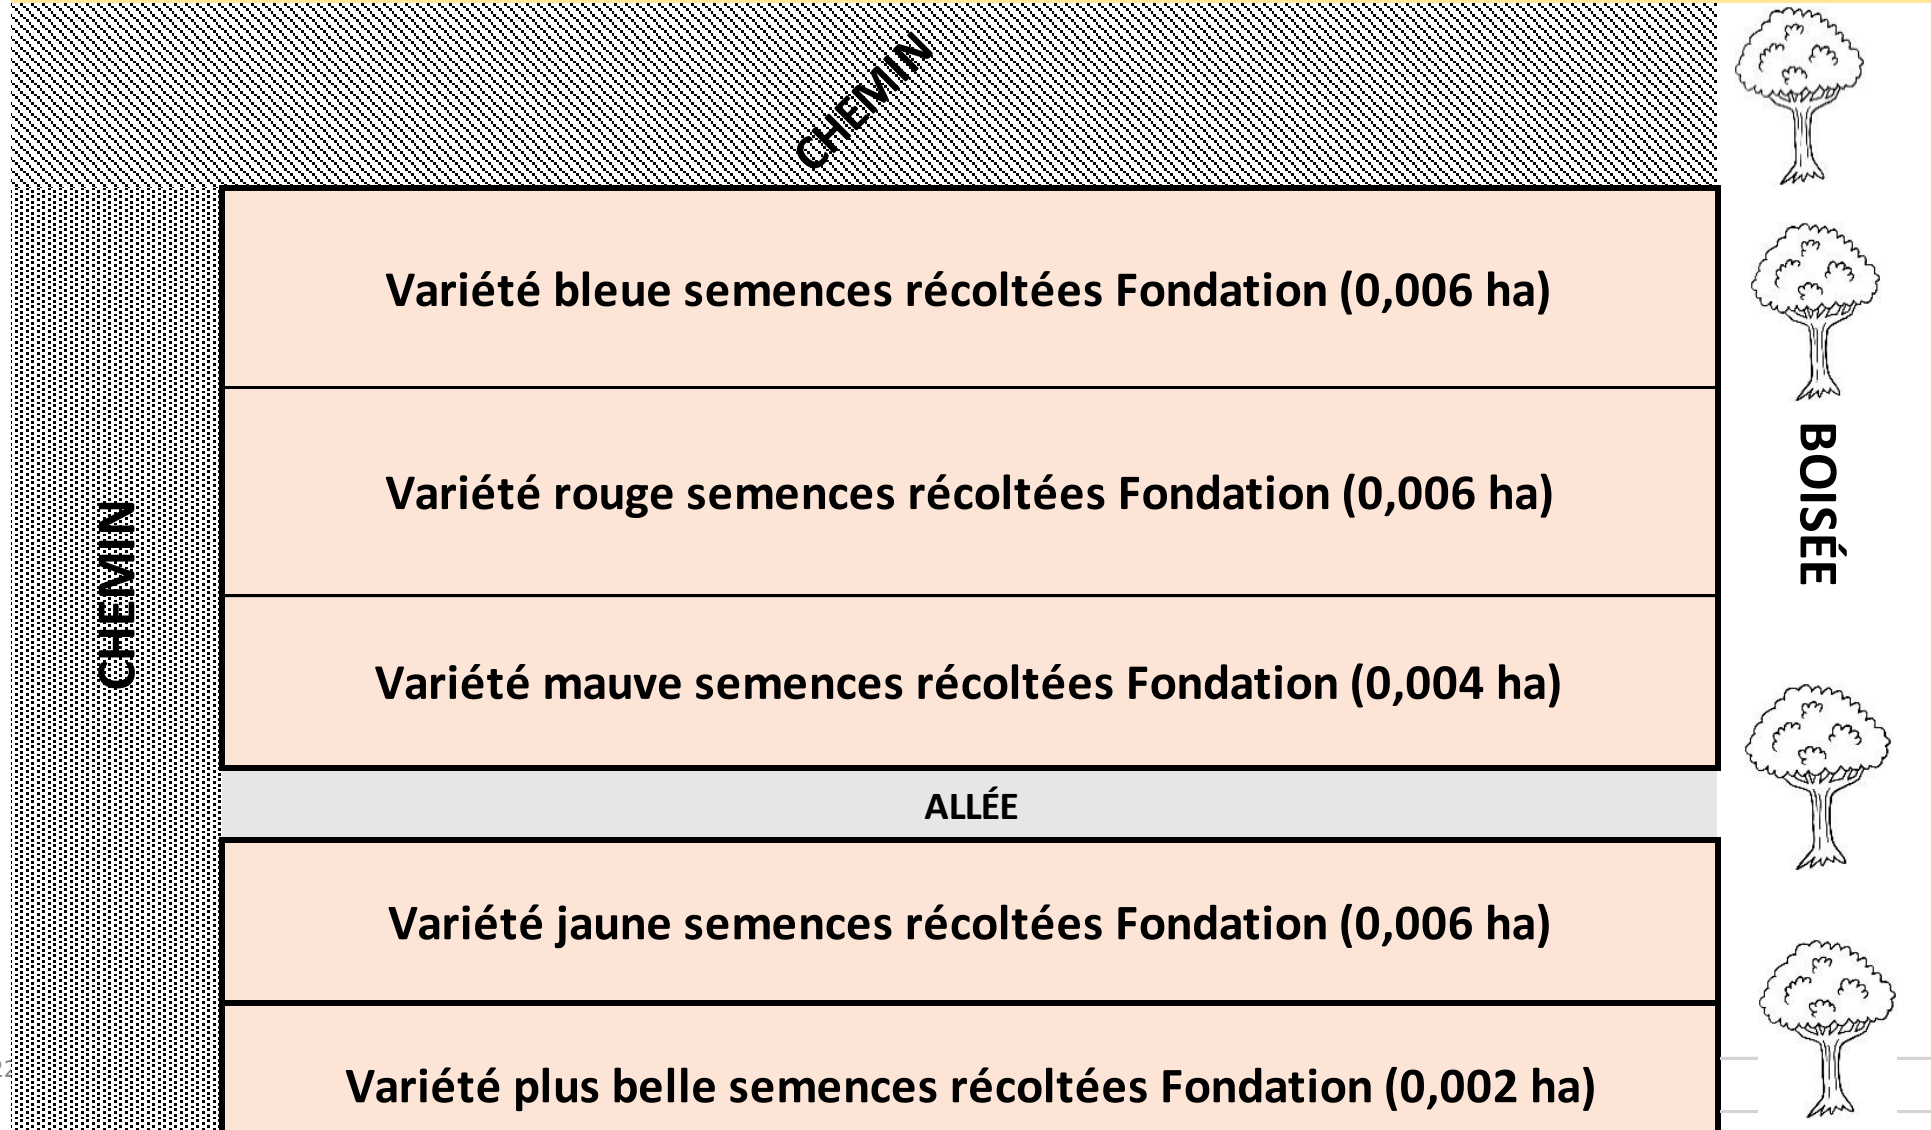 CHEMIN
Variété bleue semences récoltées Fondation (0,006 ha)
Variété rouge semences récoltées Fondation (0,006 ha)
BOISÉE
CHEMIN
Variété mauve semences récoltées Fondation (0,004 ha)
ALLÉE
Variété jaune semences récoltées Fondation (0,006 ha)
Variété plus belle semences récoltées Fondation (0,002 ha)